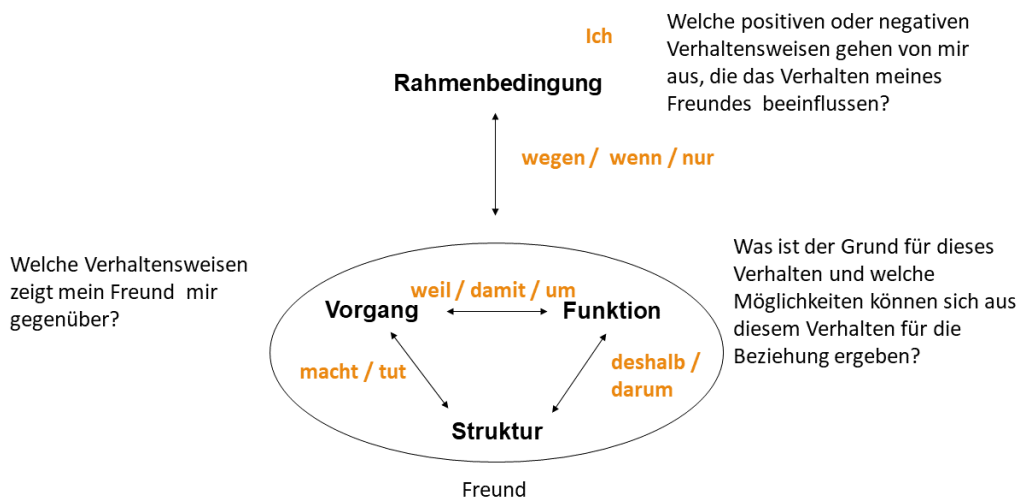 Ich
Rahmenbedingung
Welche positiven oder negativen
Verhaltensweisen gehen von mir
aus, die das Verhalten meines
Freundes beeinflussen?
wegen / wenn / nur
Welche Verhaltensweisen
zeigt mein Freund mir
gegenüber?
weil / damit / um
Vorgang
Funktion
macht / tut
deshalb /
darum
Struktur
Freund
Was ist der Grund für dieses
Verhalten und welche
Möglichkeiten können sich aus
diesem Verhalten für die
Beziehung ergeben?